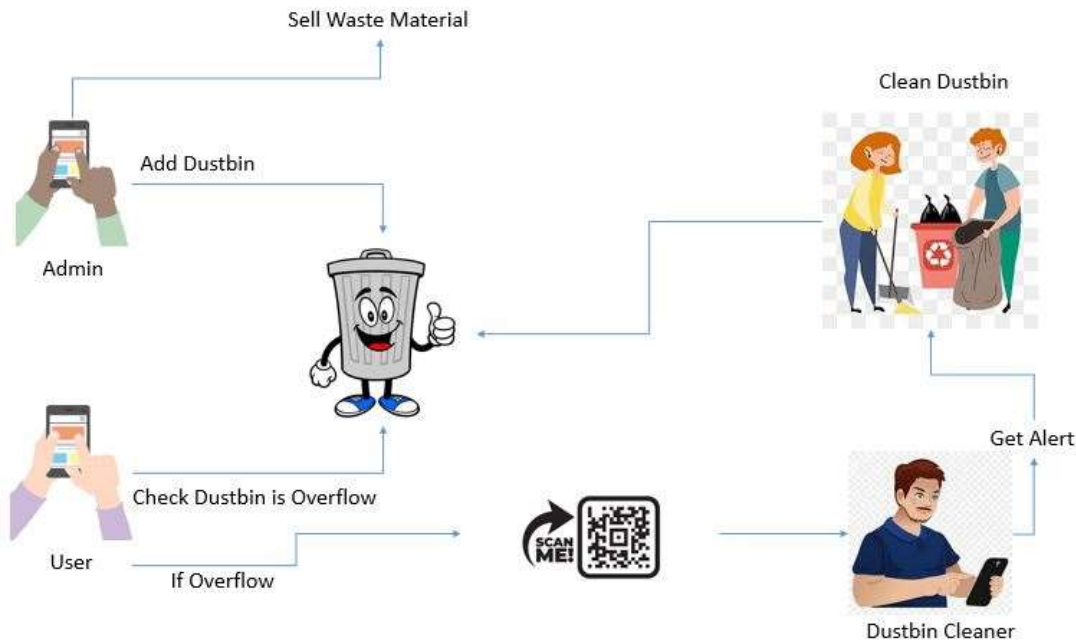 Sell Waste Material
Clean Dustbin
Add Dustbin
Admin
Get Alert
Check Dustbin is Overflow
SCAN
ME!
User
If Overflow
Dustbin Cleaner